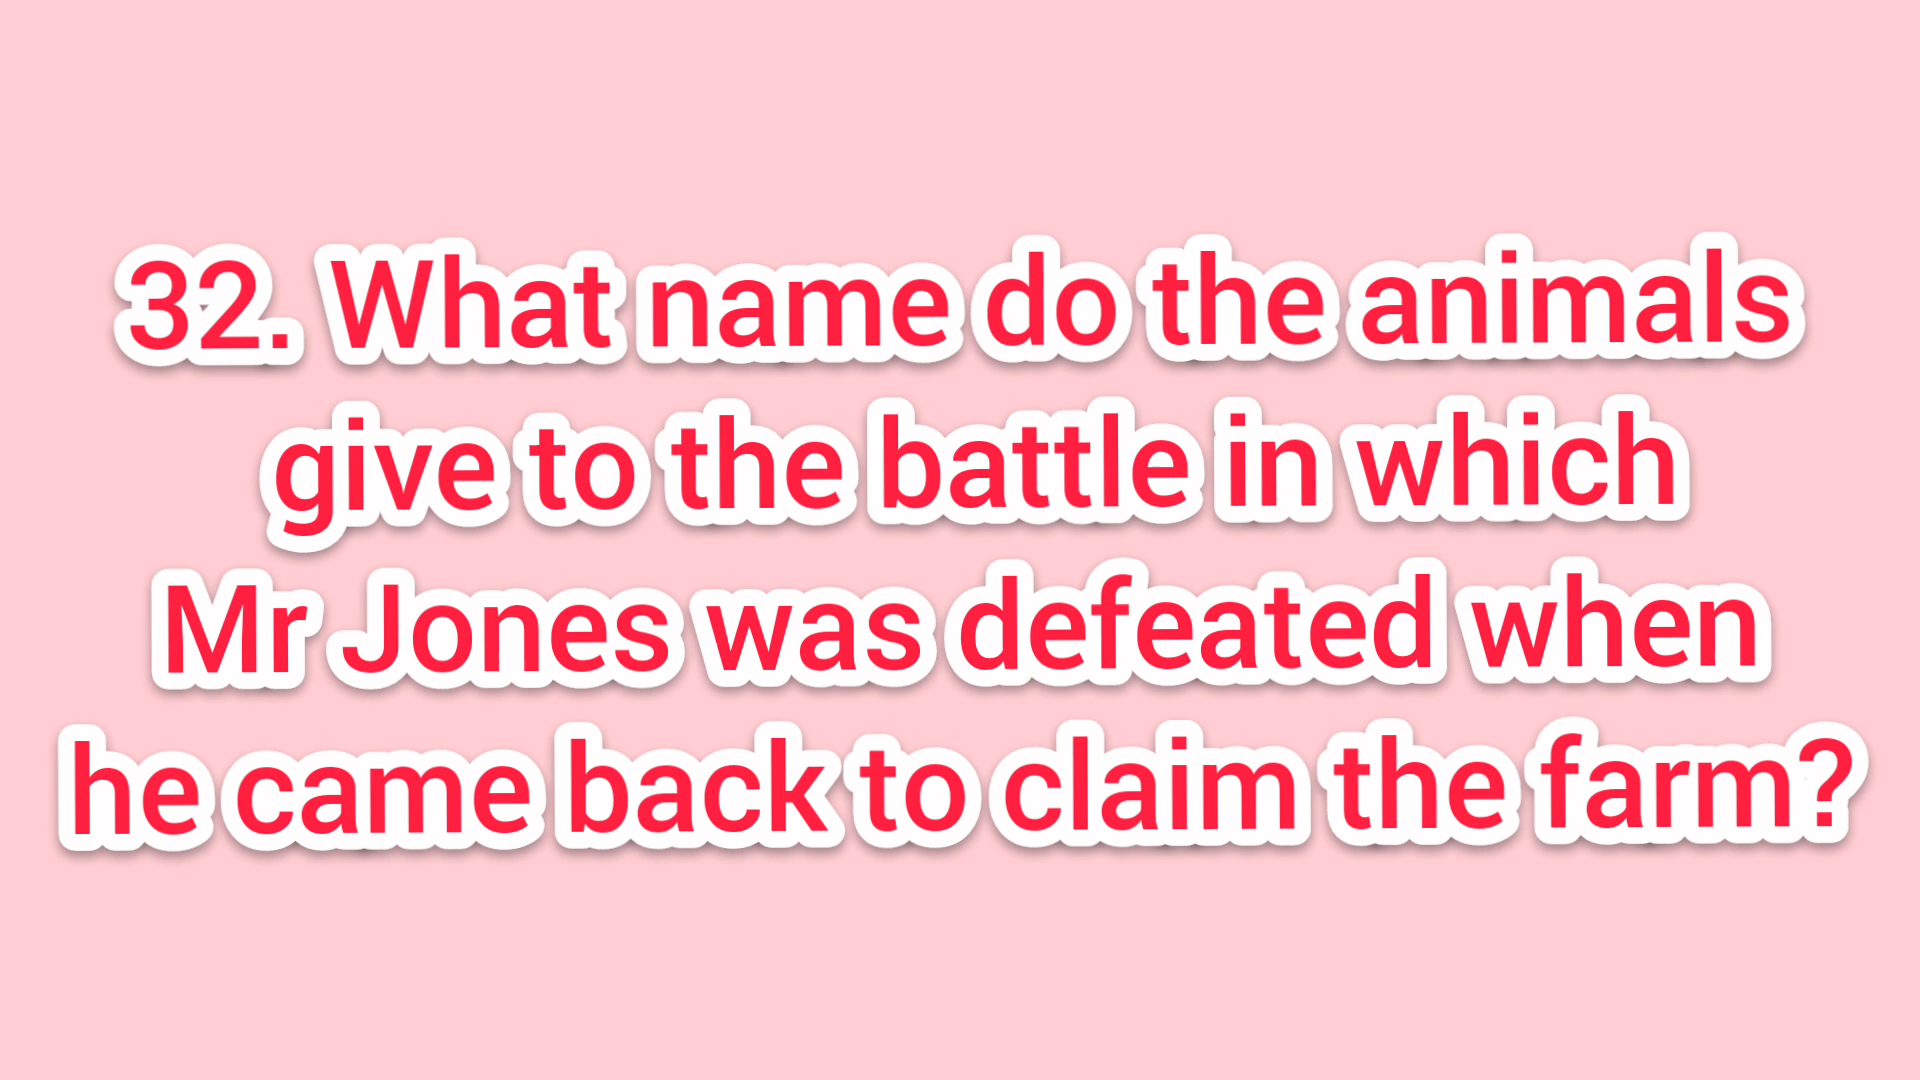 32. What name do the animals
give to the battle in which
Mr Jones was defeated when
he came back to claim the farm?